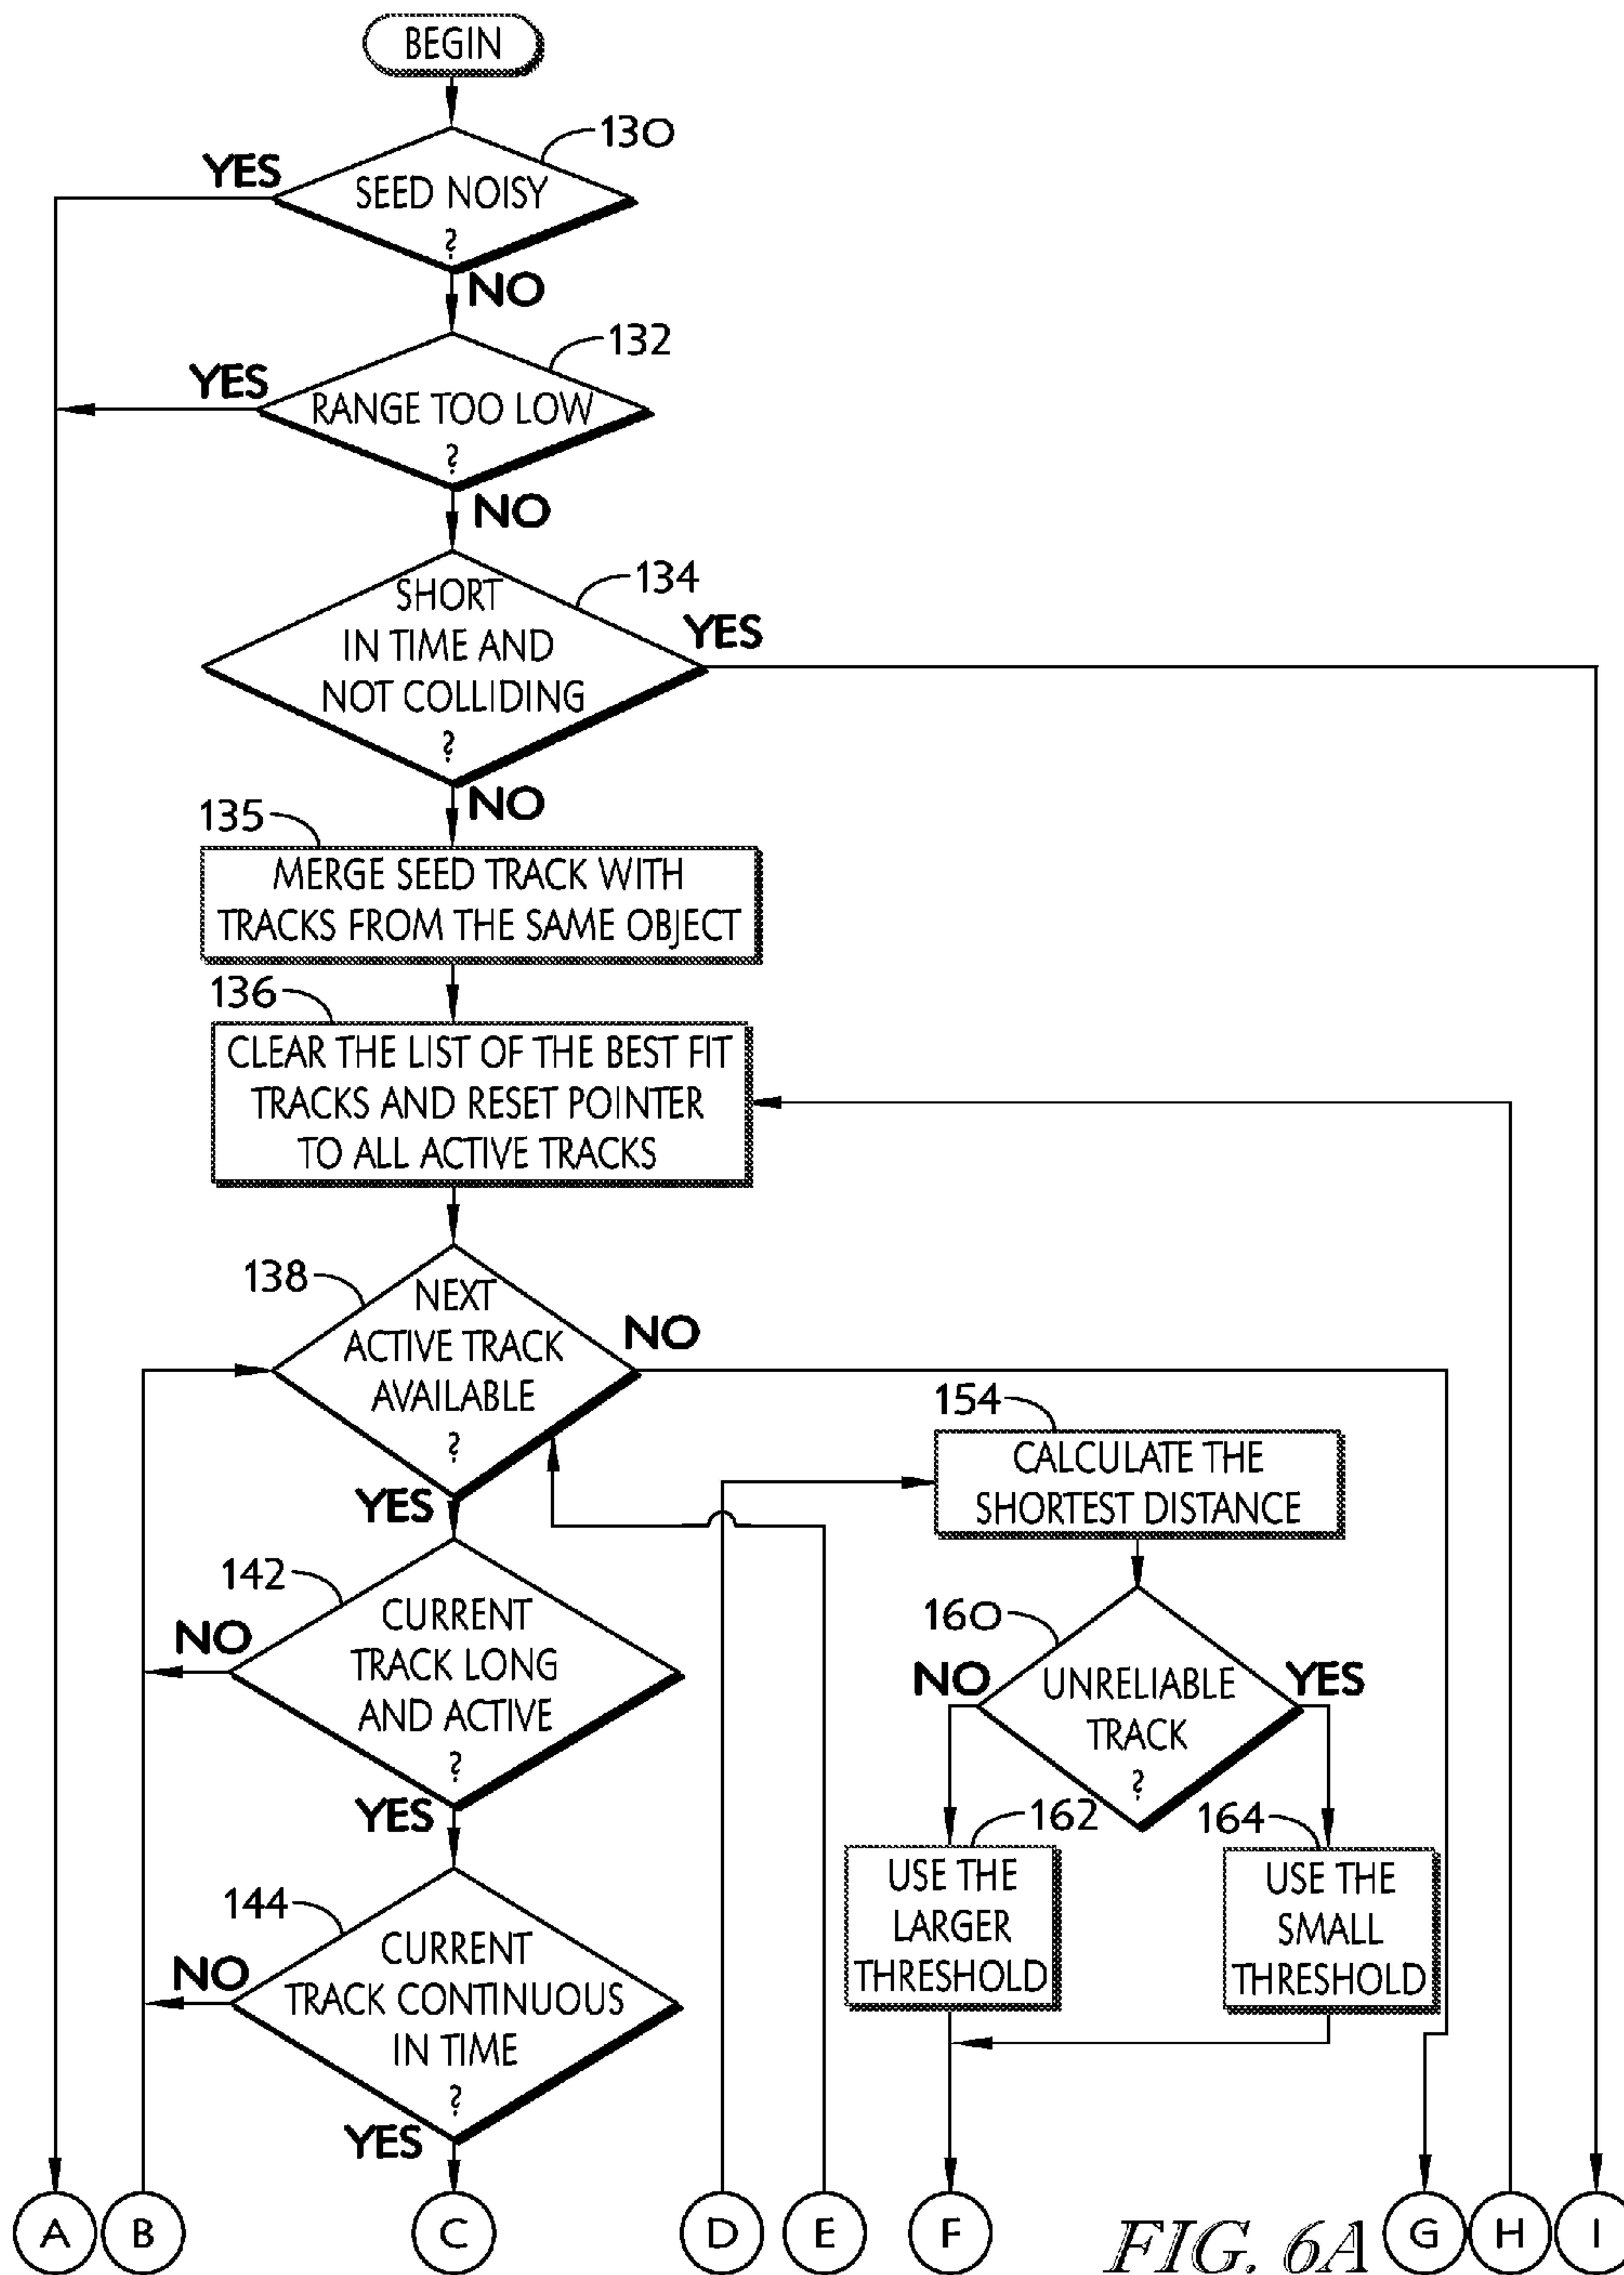 BEGIN
130
YES
SEED NOISY
?
NO
132
YES
RANGE TOO LOW
?
NO
134
SHORT
IN TIME AND
NOT COLLIDING
?
YES
NO
135
MERGE SEED TRACK WITH
TRACKS FROM THE SAME OBJECT
136
CLEAR THE LIST OF THE BEST FIT
TRACKS AND RESET POINTER
TO ALL ACTIVE TRACKS
138
NEXT
ACTIVE TRACK
AVAILABLE
?
NO
YES
142
CURRENT
TRACK LONG
AND ACTIVE
?
NO
YES
144
CURRENT
TRACK CONTINUOUS
IN TIME
?
NO
YES
154
CALCULATE THE
SHORTEST DISTANCE
160
UNRELIABLE
TRACK
?
NO
YES
162
USE THE
LARGER
THRESHOLD
164
USE THE
SMALL
THRESHOLD
A
B
C
D
E
F
FIG. 6A
G
H
I